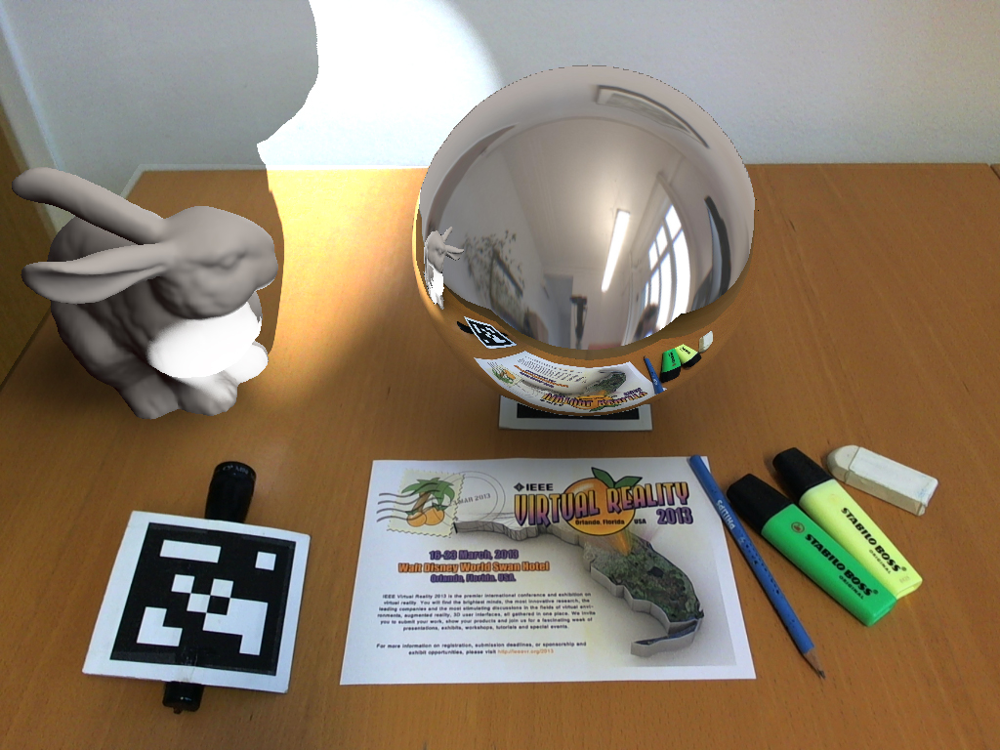 SWAN 2013
IEEE
VIRTUAL REALITY
Orlando, Florida USA 2013
16-23 March, 2013
Walt Disney World Swan Hotel
Orlando, Florida, USA.
IEEE Virtual Reality 2013 is the premier international conference and exhibition on
virtual reality. You will find the brightest minds, the most innovative research, the
leading companies and the most stimulating discussions in the fields of virtual envi-
ronments, augmented reality, 3D user interfaces, all gathered in one place. We invite
you to submit your work, show your products and join us for a fascinating week of
presentations, exhibits, workshops, tutorials and special events.
For more information on registration, submission deadlines, or sponsorship and
exhibit opportunities, please visit http://ieeevr.org/2013
PHILIPS
STABILO BOSS
ORIGINAL
STABILO BOSS
ORIGINAL